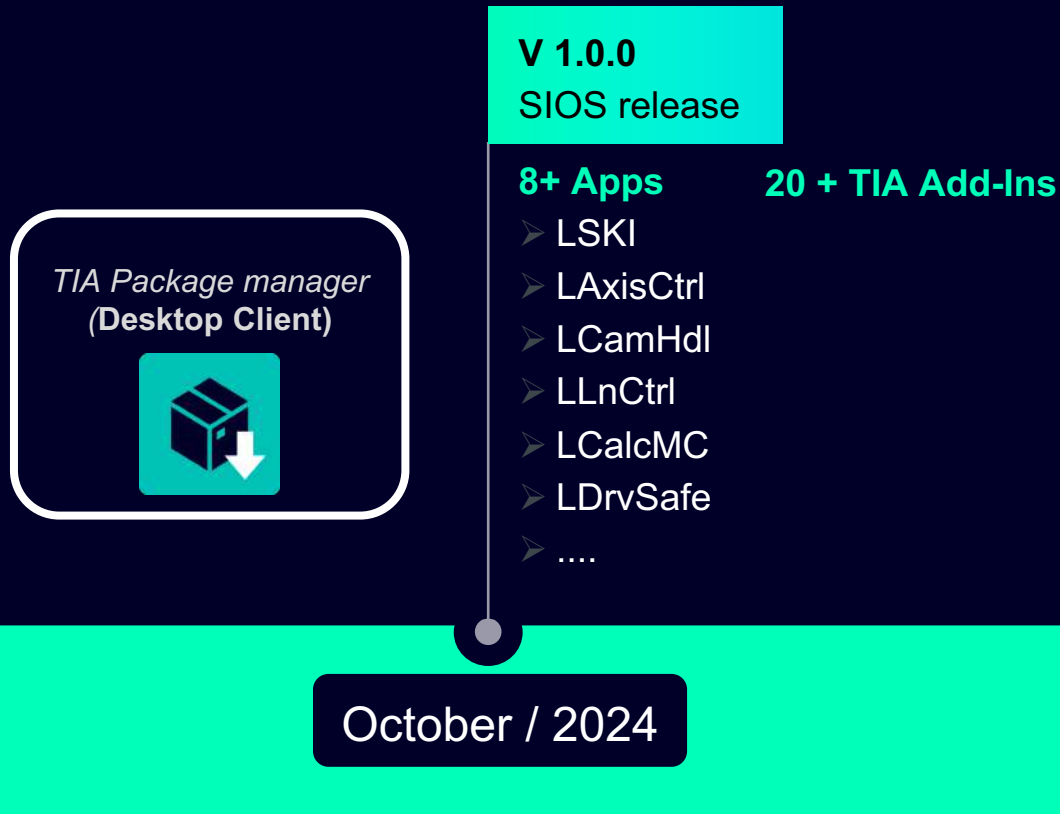 V 1.0.0
SIOS release
8+ Apps
20 + TIA Add-Ins
LSKI
LAxisCtrl
LCamHdl
LLnCtrl
LCalcMC
LDrvSafe
....
TIA Package manager
(Desktop Client)
October / 2024